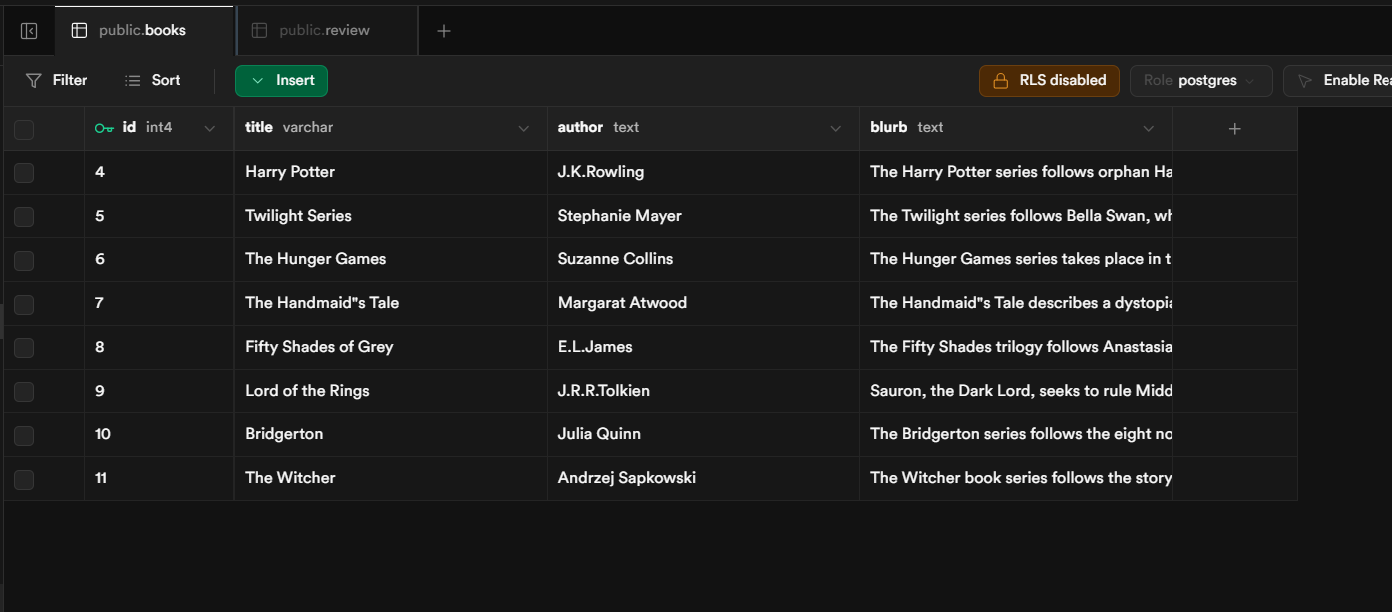 public.books public.review
Filter Sort Insert RLS disabled Role postgres Enable Rea
id int4 title varchar author text blurb text
4 Harry Potter J.K.Rowling The Harry Potter series follows orphan Ha
5 Twilight Series Stephanie Mayer The Twilight series follows Bella Swan, wh
6 The Hunger Games Suzanne Collins The Hunger Games series takes place in t
7 The Handmaid"s Tale Margarat Atwood The Handmaid"s Tale describes a dystopia
8 Fifty Shades of Grey E.L.James The Fifty Shades trilogy follows Anastasia
9 Lord of the Rings J.R.R.Tolkien Sauron, the Dark Lord, seeks to rule Midd
10 Bridgerton Julia Quinn The Bridgerton series follows the eight no
11 The Witcher Andrzej Sapkowski The Witcher book series follows the story